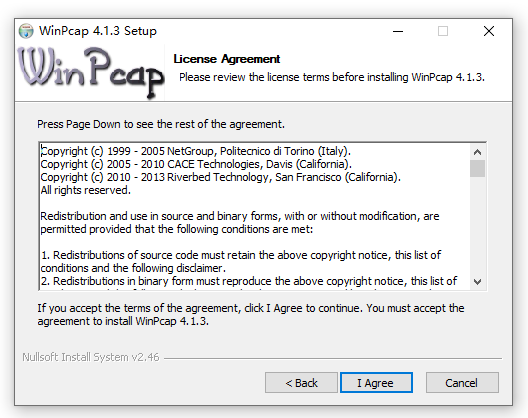 WinPcap 4.1.3 Setup
WinPcap
License Agreement
Please review the license terms before installing WinPcap 4.1.3.
Press Page Down to see the rest of the agreement.
Copyright (c) 1999 - 2005 NetGroup, Politecnico di Torino (Italy).
Copyright (c) 2005 - 2010 CACE Technologies, Davis (California).
Copyright (c) 2010 - 2013 Riverbed Technology, San Francisco (California).
All rights reserved.
Redistribution and use in source and binary forms, with or without modification, are
permitted provided that the following conditions are met:
1. Redistributions of source code must retain the above copyright notice, this list of
conditions and the following disclaimer.
2. Redistributions in binary form must reproduce the above copyright notice, this list of
If you accept the terms of the agreement, click I Agree to continue. You must accept the
agreement to install WinPcap 4.1.3.
Nullsoft Install System v2.46
< Back
I Agree
Cancel